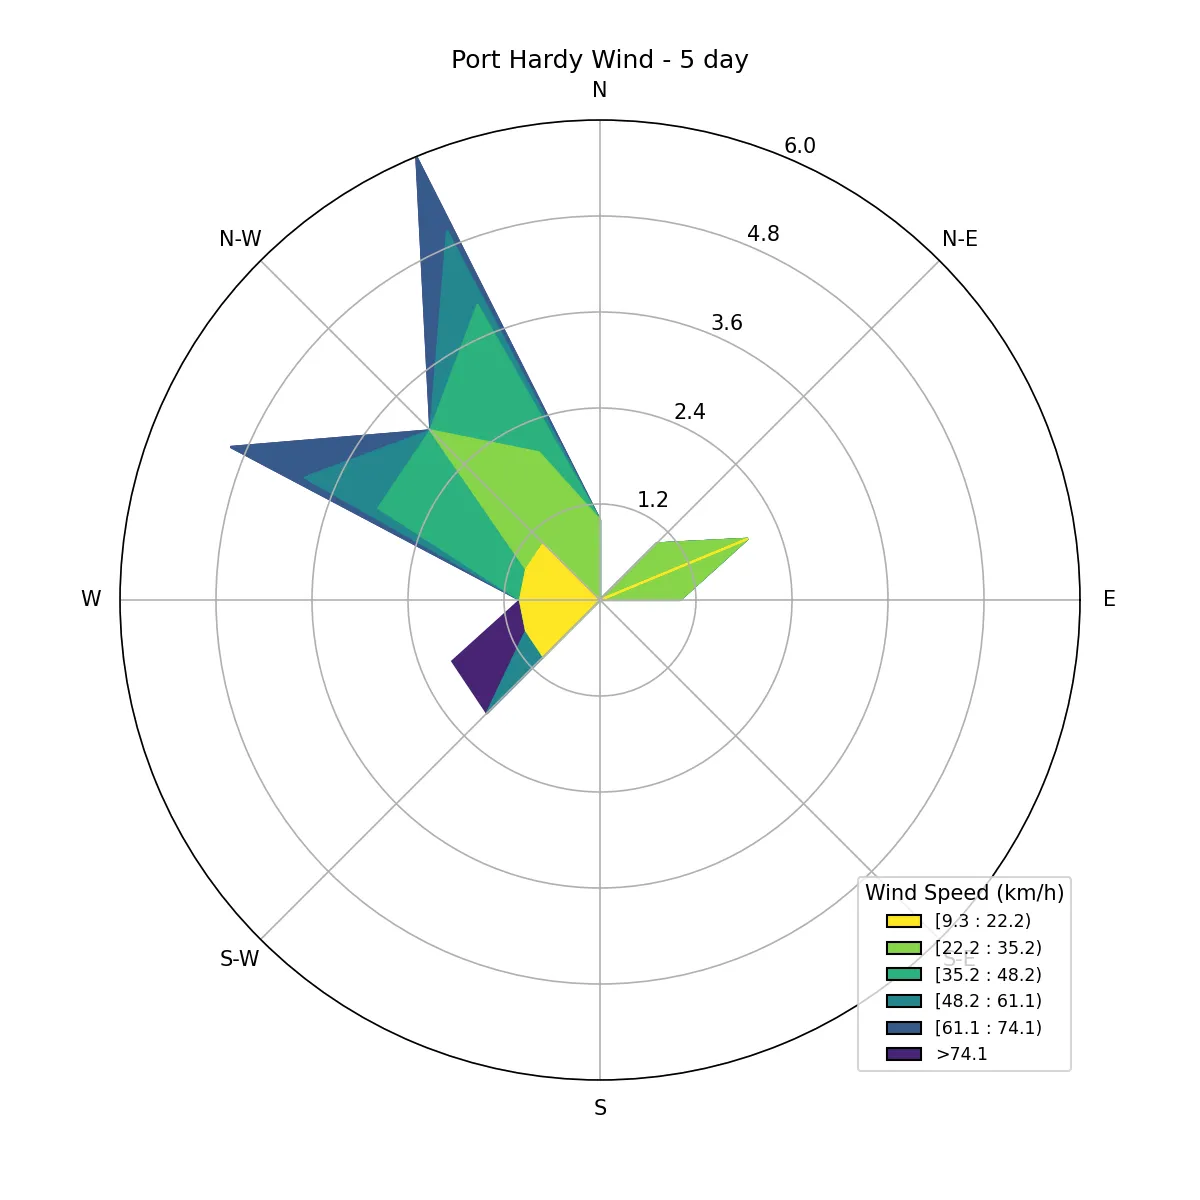 Port Hardy Wind - 5 day
N
6.0
N-W
N-E
4.8
3.6
2.4
1.2
W
E
S-W
S-E
S
Wind Speed (km/h)
[9.3 : 22.2)
[22.2 : 35.2)
[35.2 : 48.2)
[48.2 : 61.1)
[61.1 : 74.1)
>74.1